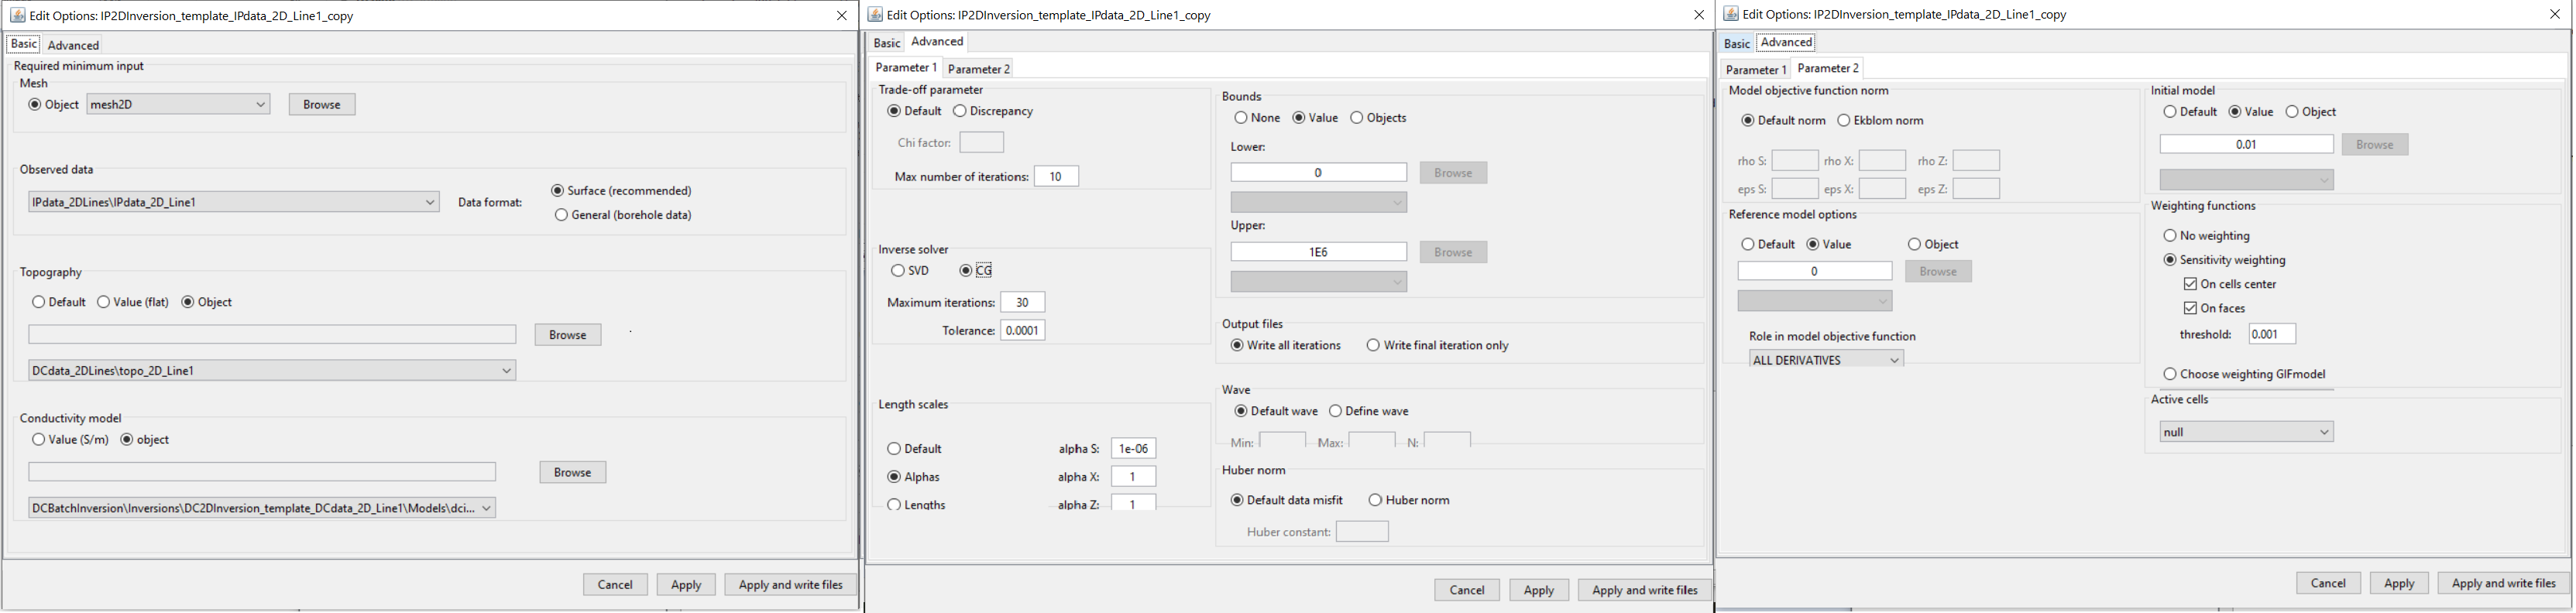 Edit Options: IP2DInversion_template_IPdata_2D_Line1_copy
Basic
Advanced
Required minimum input
Mesh
Object
mesh2D
Browse
Observed data
IPdata_2DLines\IPdata_2D_Line1
Data format:
Surface (recommended)
General (borehole data)
Topography
Default
Value (flat)
Object
Browse
DCdata_2DLines\topo_2D_Line1
Conductivity model
Value (S/m)
object
Browse
DCBatchInversion\Inversions\DC2DInversion_template_DCdata_2D_Line1\Models\dci...
Cancel
Apply
Apply and write files
Edit Options: IP2DInversion_template_IPdata_2D_Line1_copy
Basic
Advanced
Parameter 1
Parameter 2
Trade-off parameter
Default
Discrepancy
Chi factor:
Max number of iterations:
10
Inverse solver
SVD
CG
Maximum iterations:
30
Tolerance:
0.0001
Length scales
Default
alpha S:
1e-06
Alphas
alpha X:
1
Lengths
alpha Z:
1
Bounds
None
Value
Objects
Lower:
0
Browse
Upper:
1E6
Browse
Output files
Write all iterations
Write final iteration only
Wave
Default wave
Define wave
Min:
Max:
N:
Huber norm
Default data misfit
Huber norm
Huber constant:
Cancel
Apply
Apply and write files
Edit Options: IP2DInversion_template_IPdata_2D_Line1_copy
Basic
Advanced
Parameter 1
Parameter 2
Model objective function norm
Default norm
Ekblom norm
rho S:
rho X:
rho Z:
eps S:
eps X:
eps Z:
Reference model options
Default
Value
Object
0
Browse
Role in model objective function
ALL DERIVATIVES
Initial model
Default
Value
Object
0.01
Browse
Weighting functions
No weighting
Sensitivity weighting
On cells center
On faces
threshold:
0.001
Choose weighting GIFmodel
Active cells
null
Cancel
Apply
Apply and write files